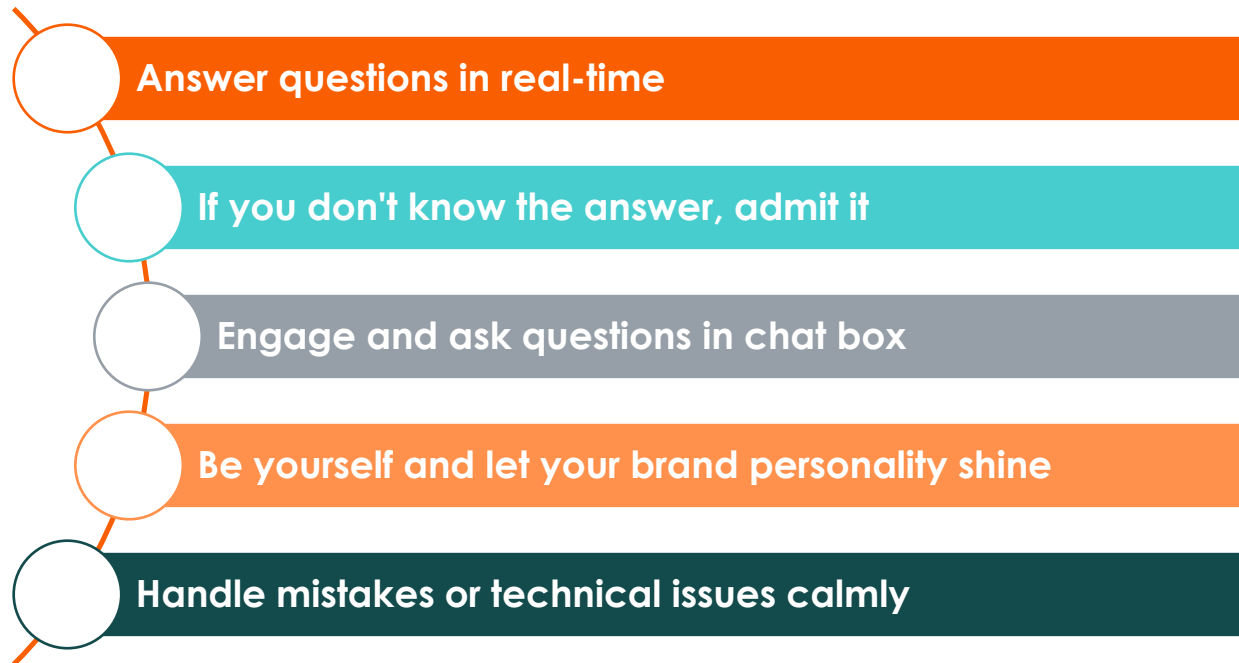 Answer questions in real-time
If you don't know the answer, admit it
Engage and ask questions in chat box
Be yourself and let your brand personality shine
Handle mistakes or technical issues calmly